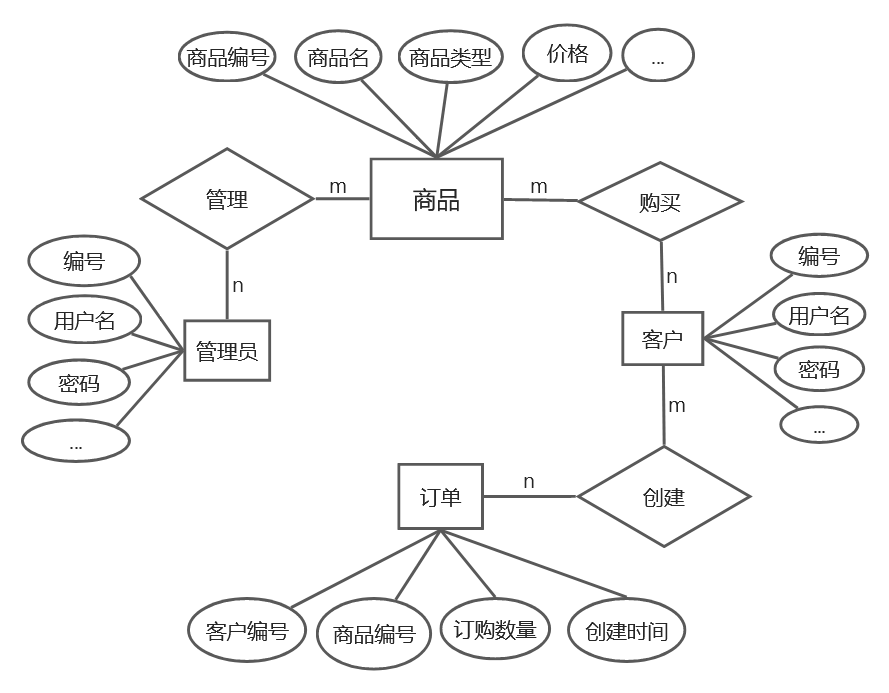 商品编号
商品名
商品类型
价格
...
管理
m
商品
m
购买
n
n
编号
用户名
密码
...
管理员
客户
编号
用户名
密码
...
m
订单
n
创建
客户编号
商品编号
订购数量
创建时间